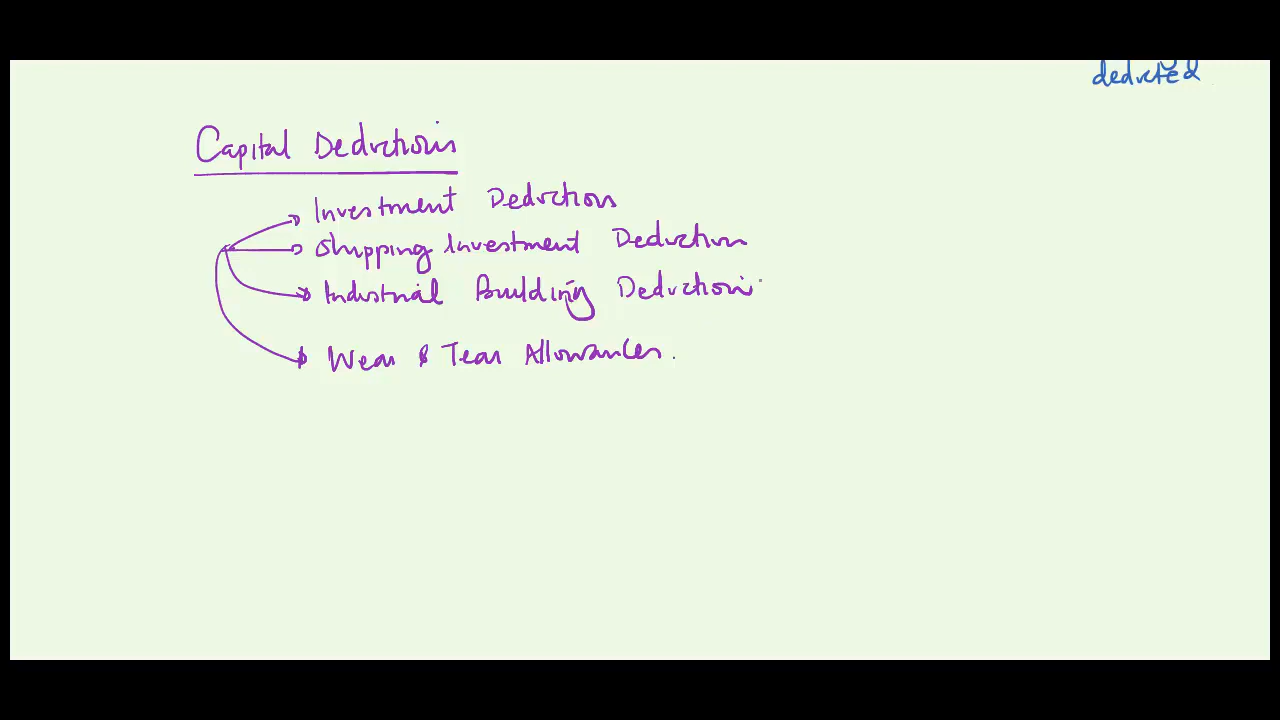 deducted
Capital Deductions
Investment Deduction
Shipping Investment Deduction
Industrial Building Deduction
Wear & Tear Allowances.